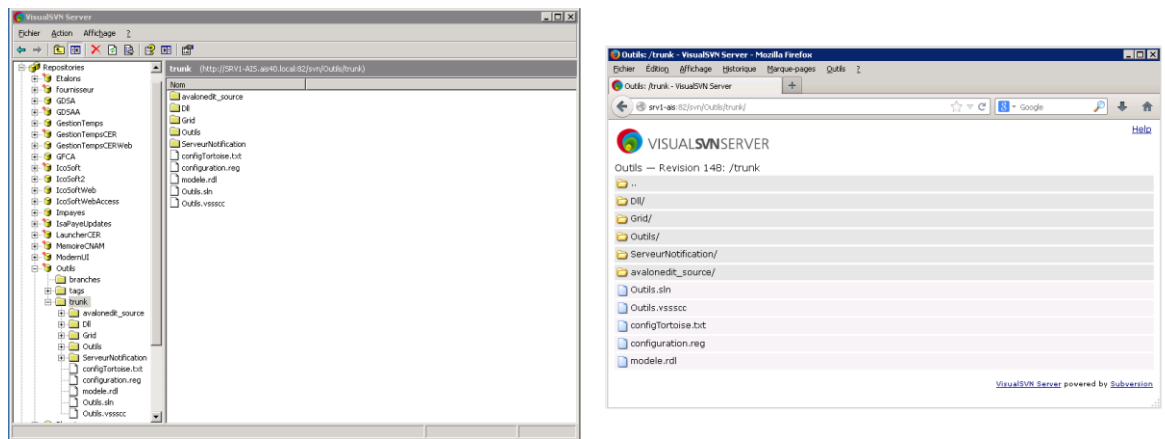 VisualSVN Server
Fichier Action Affichage ?
Repositories
Etalons
fournisseur
GDSA
GDSAA
GestionTemps
GestionTempsCER
GestionTempsCERWeb
GFCA
IcoSoft
IcoSoft2
IcoSoftWeb
IcoSoftWebAccess
Impayes
IsaPayeUpdates
LauncherCER
MemoireCNAM
ModernUI
Outils
branches
tags
trunk
avalonedit_source
Dll
Grid
Outils
ServeurNotification
configTortoise.txt
configuration.reg
modele.rdl
Outils.sln
Outils.vssscc
trunk (http://SRV1-AIS.ais40.local:82/svn/Outils/trunk)
Nom
avalonedit_source
Dll
Grid
Outils
ServeurNotification
configTortoise.txt
configuration.reg
modele.rdl
Outils.sln
Outils.vssscc
Outils: /trunk - VisualSVN Server - Mozilla Firefox
Fichier Édition Affichage Historique Marque-pages Outils ?
Outils: /trunk - VisualSVN Server
srv1-ais:82/svn/Outils/trunk/
Google
Help
VISUALSVNSERVER
Outils — Revision 148: /trunk
..
Dll/
Grid/
Outils/
ServeurNotification/
avalonedit_source/
Outils.sln
Outils.vssscc
configTortoise.txt
configuration.reg
modele.rdl
VisualSVN Server powered by Subversion